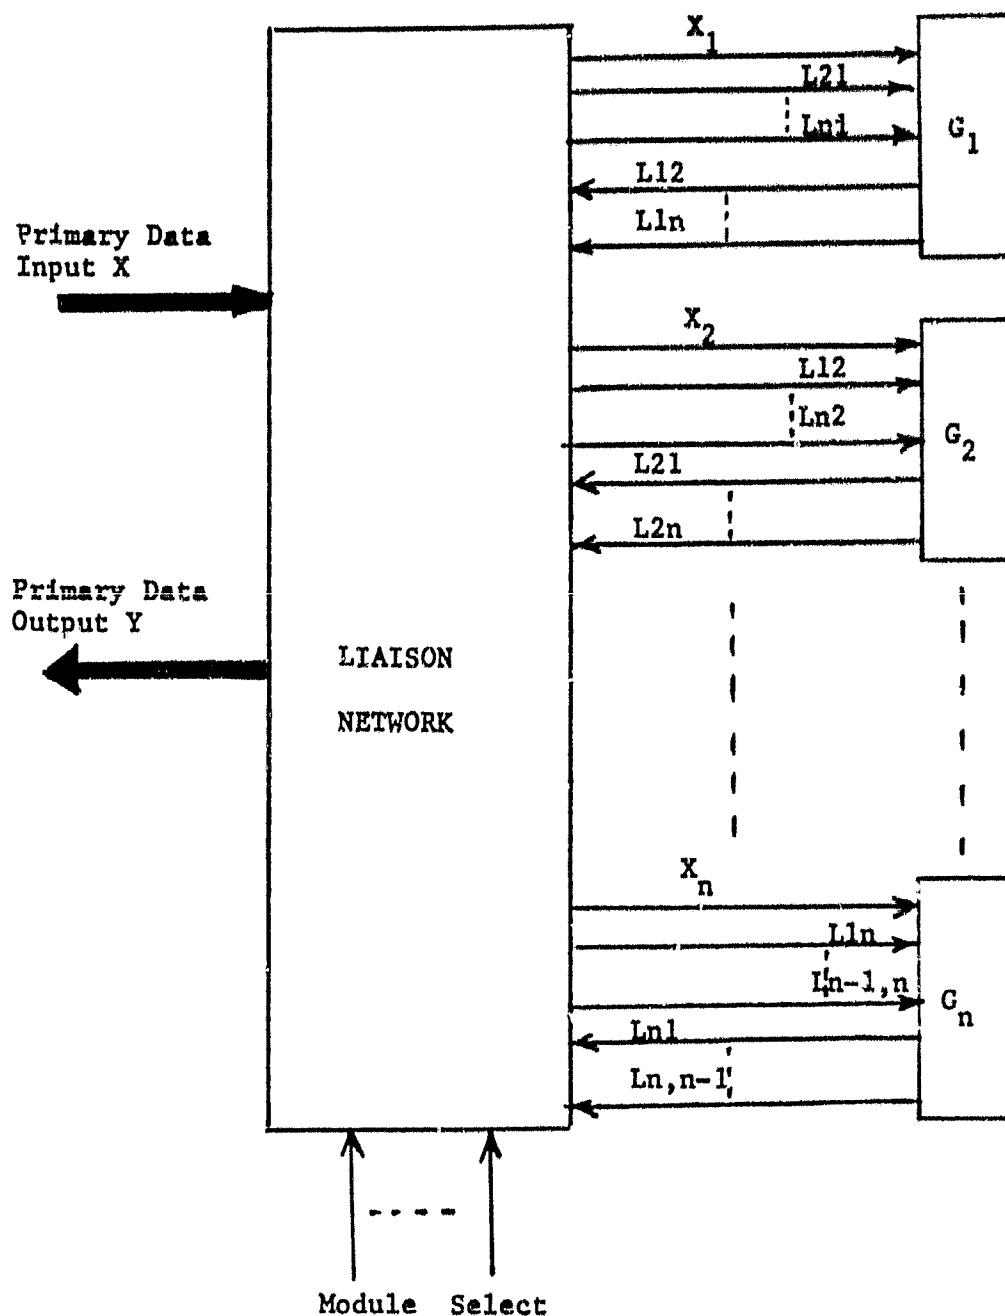 X1
L21
Ln1
L12
L1n
G1
Primary Data
Input X
X2
L12
Ln2
L21
L2n
G2
Primary Data
Output Y
LIAISON
NETWORK
Xn
L1n
Ln-1,n
Ln1
Ln,n-1
Gn
Module Select